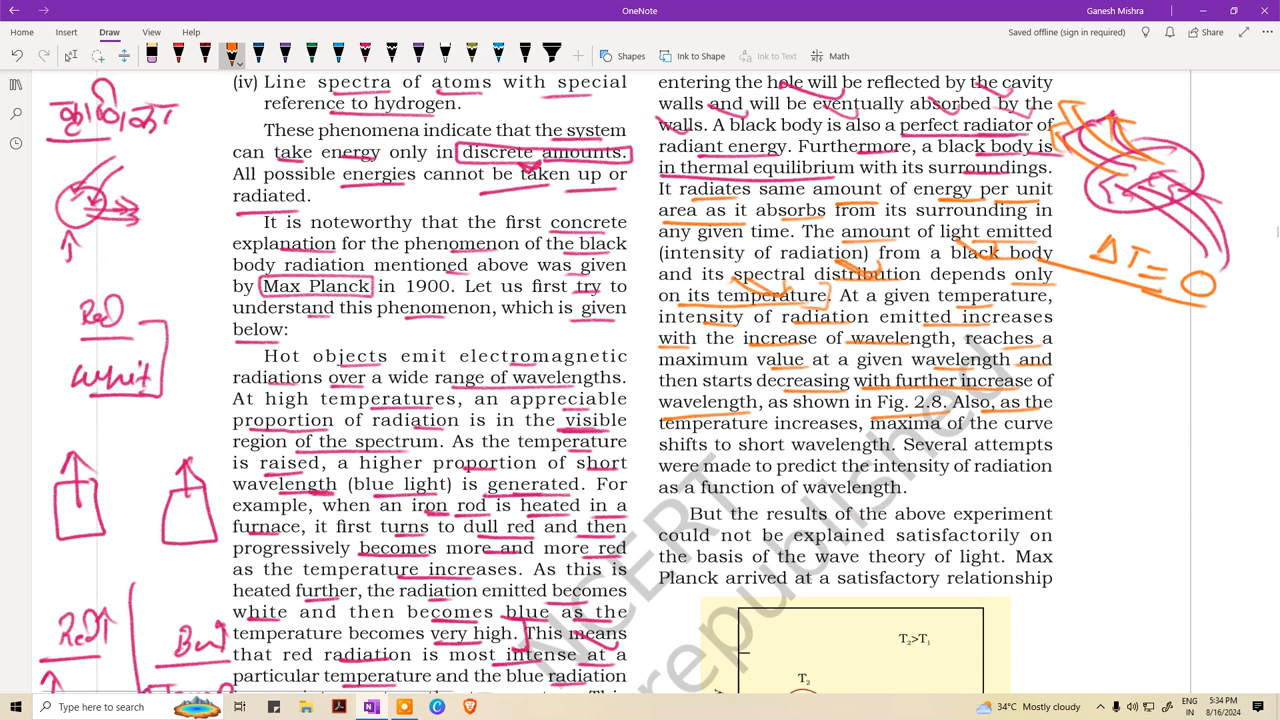 OneNote
Ganesh Mishra
Home Insert Draw View Help
Saved offline (sign in required)
Share
Shapes
Ink to Shape
Ink to Text
Math
(iv) Line spectra of atoms with special
reference to hydrogen.
These phenomena indicate that the system
can take energy only in discrete amounts.
All possible energies cannot be taken up or
radiated.
It is noteworthy that the first concrete
explanation for the phenomenon of the black
body radiation mentioned above was given
by Max Planck in 1900. Let us first try to
understand this phenomenon, which is given
below:
Hot objects emit electromagnetic
radiations over a wide range of wavelengths.
At high temperatures, an appreciable
proportion of radiation is in the visible
region of the spectrum. As the temperature
is raised, a higher proportion of short
wavelength (blue light) is generated. For
example, when an iron rod is heated in a
furnace, it first turns to dull red and then
progressively becomes more and more red
as the temperature increases. As this is
heated further, the radiation emitted becomes
white and then becomes blue as the
temperature becomes very high. This means
that red radiation is most intense at a
particular temperature and the blue radiation
Red
Whit
Red↑
entering the hole will be reflected by the cavity
walls and will be eventually absorbed by the
walls. A black body is also a perfect radiator of
radiant energy. Furthermore, a black body is
in thermal equilibrium with its surroundings.
It radiates same amount of energy per unit
area as it absorbs from its surrounding in
any given time. The amount of light emitted
(intensity of radiation) from a black body
and its spectral distribution depends only
on its temperature. At a given temperature,
intensity of radiation emitted increases
with the increase of wavelength, reaches a
maximum value at a given wavelength and
then starts decreasing with further increase of
wavelength, as shown in Fig. 2.8. Also, as the
temperature increases, maxima of the curve
shifts to short wavelength. Several attempts
were made to predict the intensity of radiation
as a function of wavelength.
But the results of the above experiment
could not be explained satisfactorily on
the basis of the wave theory of light. Max
Planck arrived at a satisfactory relationship
ΔT = 0
T₂>T₁
T₂
NCERT
republished
Type here to search
34°C Mostly cloudy
ENG
IN
5:34 PM
8/16/2024